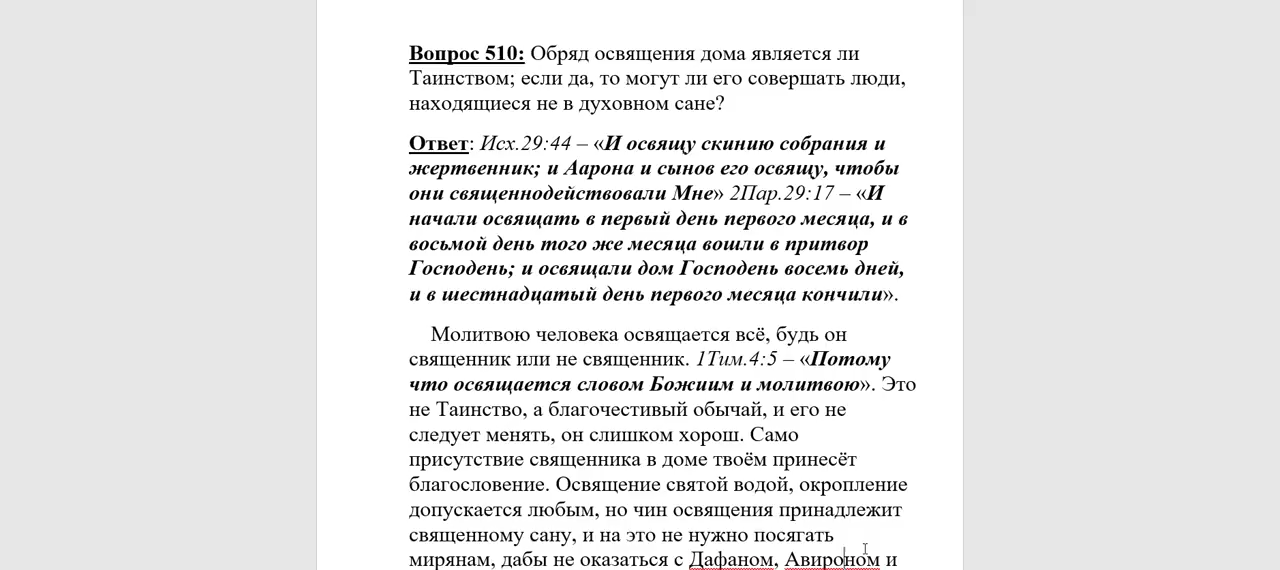 Вопрос 510: Обряд освящения дома является ли
Таинством; если да, то могут ли его совершать люди,
находящиеся не в духовном сане?
Ответ: Исх.29:44 – «И освящу скинию собрания и
жертвенник; и Аарона и сынов его освящу, чтобы
они священнодействовали Мне» 2Пар.29:17 – «И
начали освящать в первый день первого месяца, и в
восьмой день того же месяца вошли в притвор
Господень; и освящали дом Господень восемь дней,
и в шестнадцатый день первого месяца кончили».
Молитвою человека освящается всё, будь он
священник или не священник. 1Тим.4:5 – «Потому
что освящается словом Божиим и молитвою». Это
не Таинство, а благочестивый обычай, и его не
следует менять, он слишком хорош. Само
присутствие священника в доме твоём принесёт
благословение. Освящение святой водой, окропление
допускается любым, но чин освящения принадлежит
священному сану, и на это не нужно посягать
мирянам, дабы не оказаться с Дафаном, Авироном и